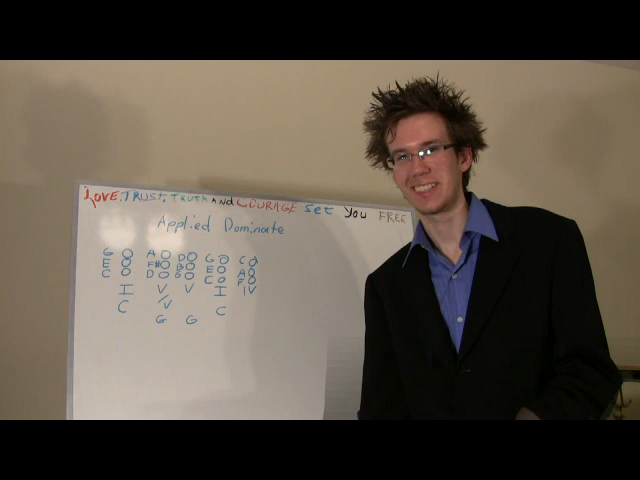 LOVE, TRUST, TRUTH AND COURAGE SET YOU FREE
Applied Dominate
G A D G C
E F# B E A
C D G C F
I V/V V I IV
C C
G G